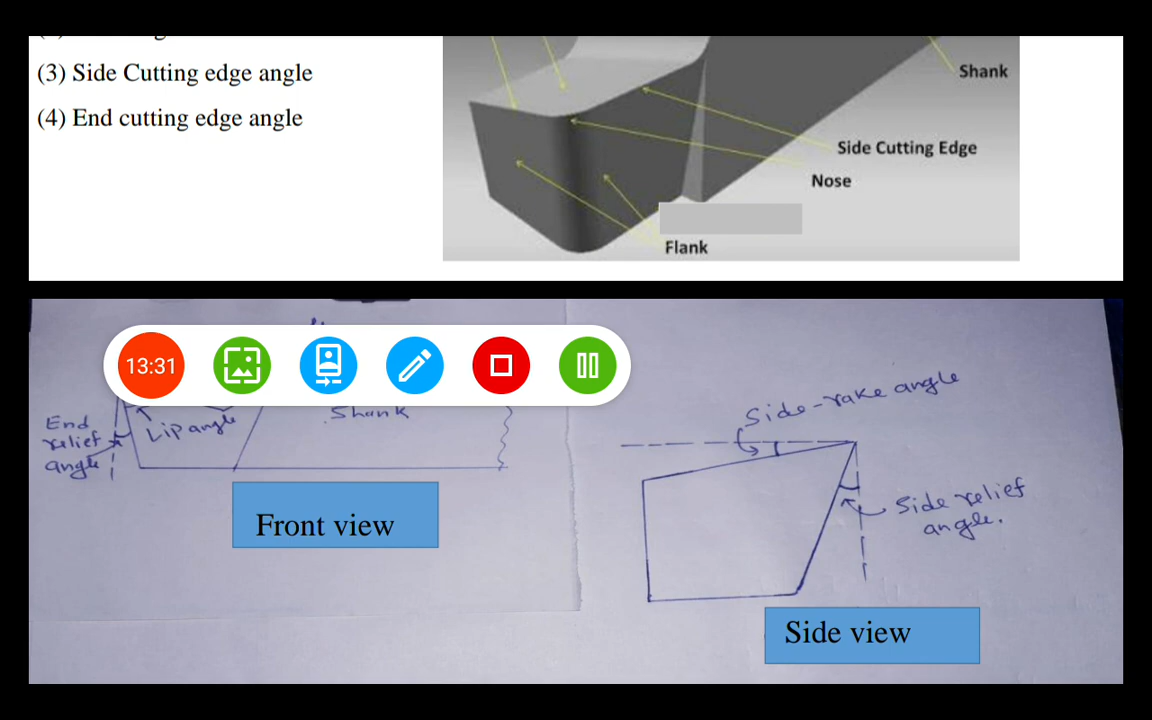 (3) Side Cutting edge angle
(4) End cutting edge angle
Shank
Side Cutting Edge
Nose
Flank
13:31
End
relief
angle
Lip angle
Shank
Front view
Side-rake angle
Side relief
angle.
Side view